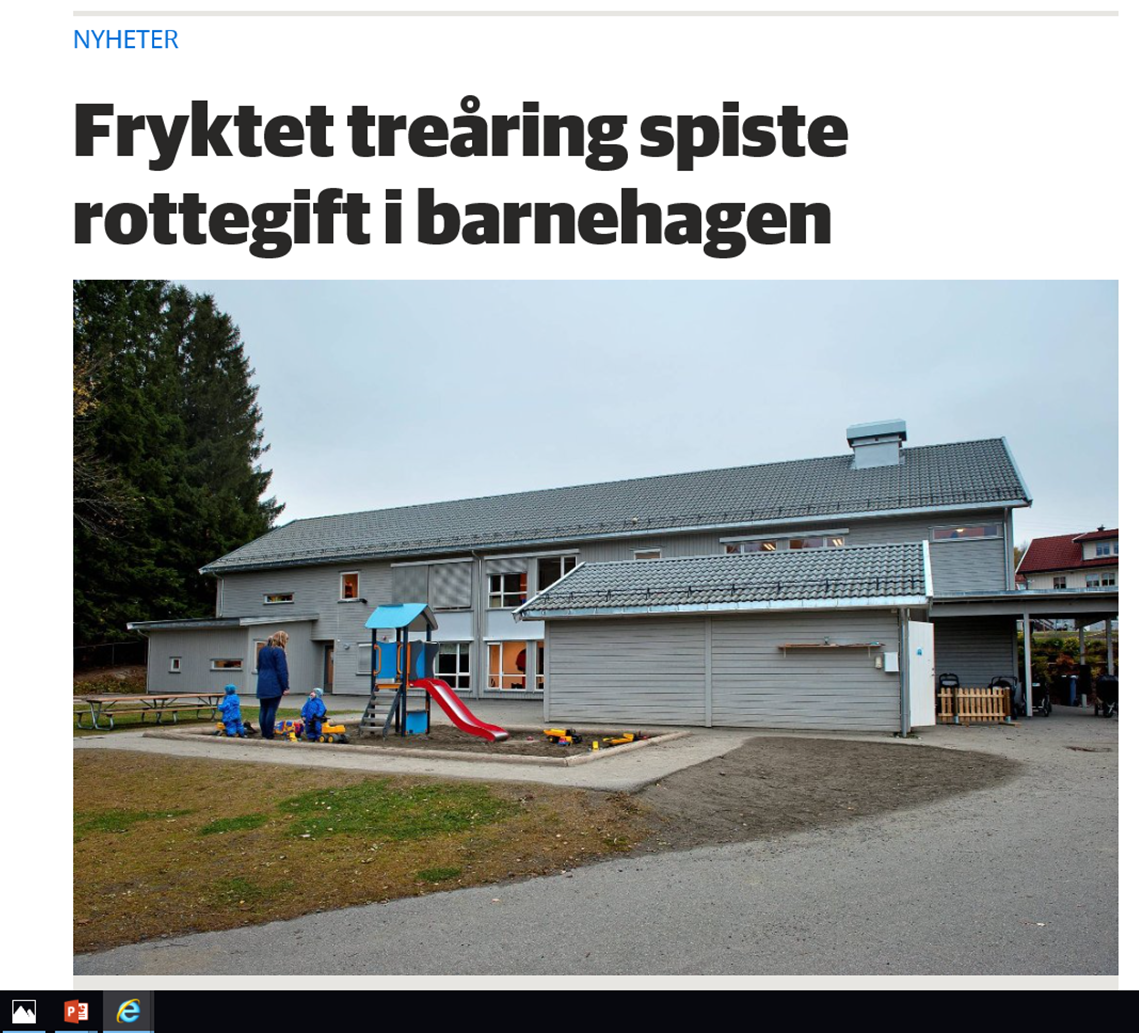 NYHETER
Fryktet treåring spiste
rottegift i barnehagen